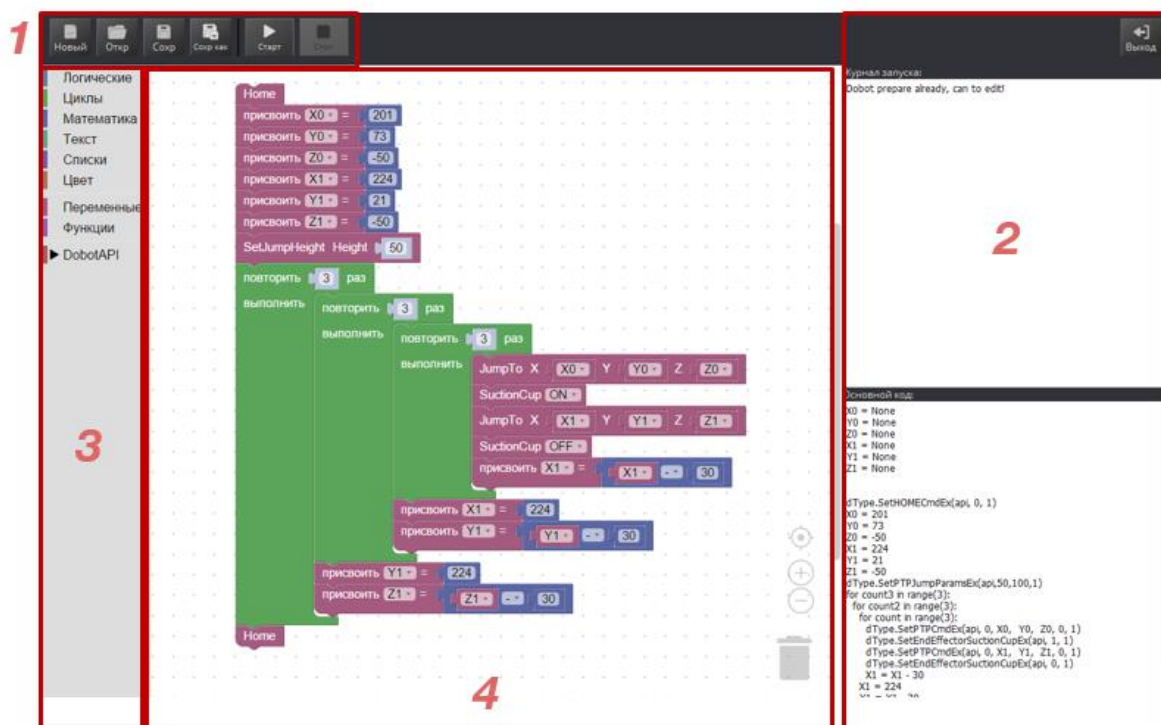 1
Новый Откр Сохр Сохр как Старт Стоп
Выход
Логические
Циклы
Математика
Текст
Списки
Цвет
Переменные
Функции
DobotAPI
3
Home
присвоить X0 = 201
присвоить Y0 = 73
присвоить Z0 = -50
присвоить X1 = 224
присвоить Y1 = 21
присвоить Z1 = -50
SetJumpHeight Height 50
повторить 3 раз
выполнить повторить 3 раз
выполнить повторить 3 раз
выполнить JumpTo X X0 Y Y0 Z Z0
SuctionCup ON
JumpTo X X1 Y Y1 Z Z1
SuctionCup OFF
присвоить X1 = X1 - 30
присвоить X1 = 224
присвоить Y1 = Y1 - 30
присвоить Y1 = 224
присвоить Z1 = Z1 - 30
Home
4
Журнал запуска:
Dobot prepare already, can to edit!
2
Основной код:
X0 = None
Y0 = None
Z0 = None
X1 = None
Y1 = None
Z1 = None
dType.SetHOMECmdEx(api, 0, 1)
X0 = 201
Y0 = 73
Z0 = -50
X1 = 224
Y1 = 21
Z1 = -50
dType.SetPTPJumpParamsEx(api,50,100,1)
for count3 in range(3):
for count2 in range(3):
for count in range(3):
dType.SetPTPCmdEx(api, 0, X0, Y0, Z0, 0, 1)
dType.SetEndEffectorSuctionCupEx(api, 1, 1)
dType.SetPTPCmdEx(api, 0, X1, Y1, Z1, 0, 1)
dType.SetEndEffectorSuctionCupEx(api, 0, 1)
X1 = X1 - 30
X1 = 224
Y1 = Y1 - 30